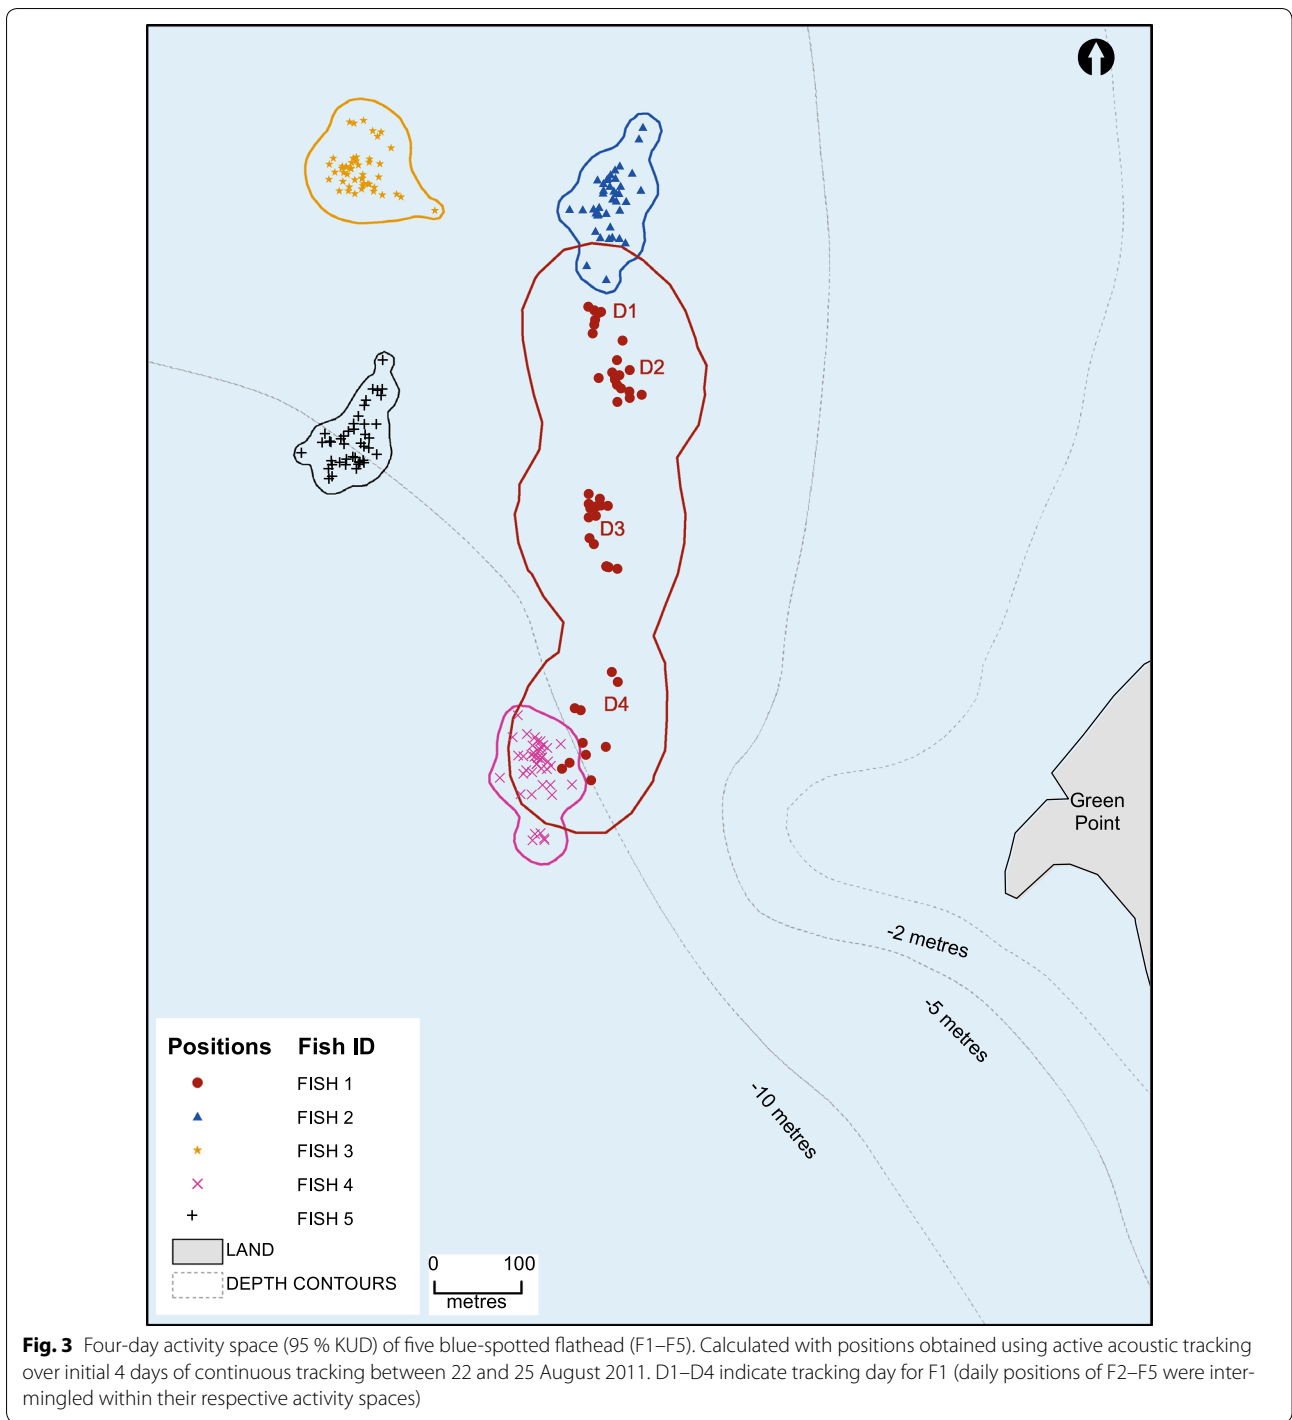 D1
D2
D3
D4
Green
Point
-2 metres
-5 metres
-10 metres
Positions Fish ID
FISH 1
FISH 2
FISH 3
FISH 4
FISH 5
LAND
DEPTH CONTOURS
0 100
metres
Fig. 3 Four-day activity space (95 % KUD) of five blue-spotted flathead (F1–F5). Calculated with positions obtained using active acoustic tracking
over initial 4 days of continuous tracking between 22 and 25 August 2011. D1–D4 indicate tracking day for F1 (daily positions of F2–F5 were inter-
mingled within their respective activity spaces)